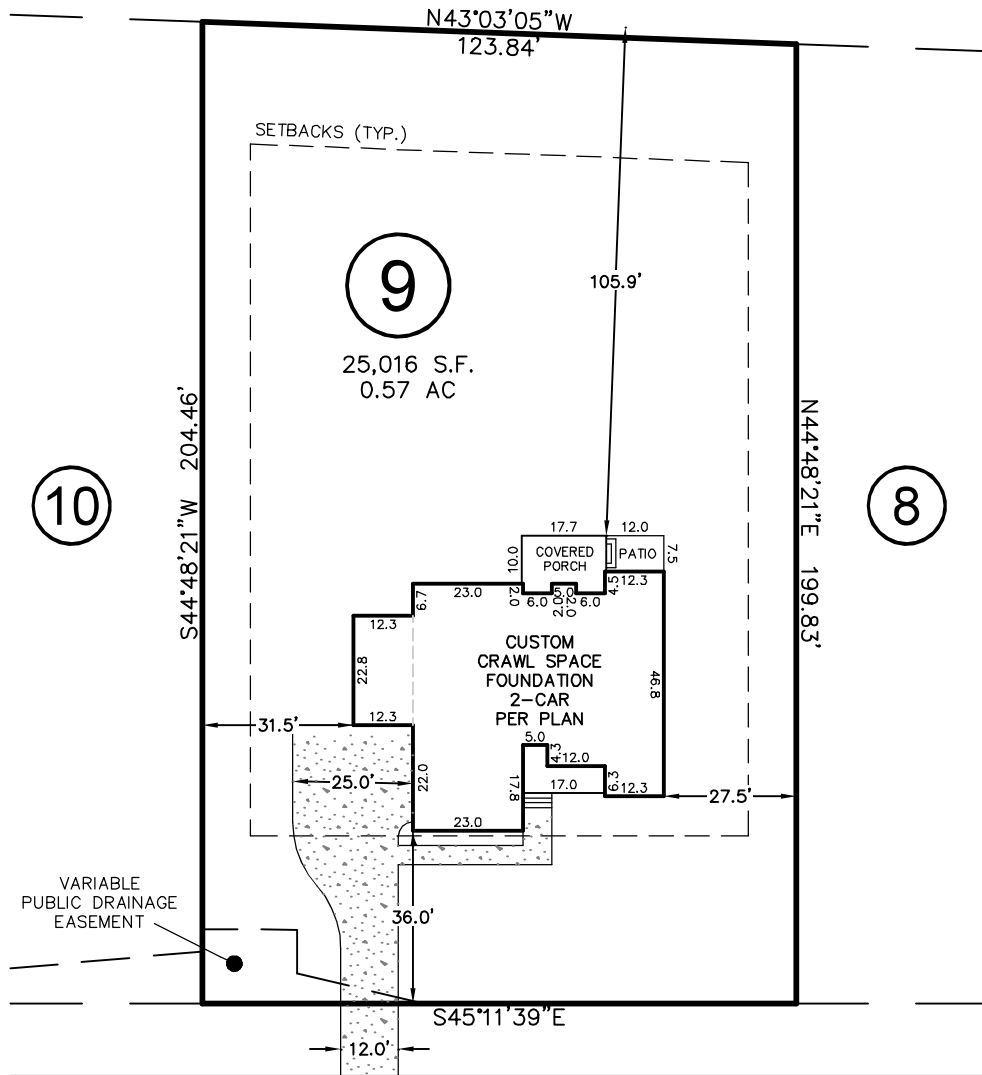 N43°03'05"W
123.84'
SETBACKS (TYP.)
9
105.9'
25,016 S.F.
0.57 AC
S44°48'21"W 204.46'
N44°48'21"E 199.83'
10
8
17.7
12.0
10.0
COVERED
PORCH
PATIO
7.5
23.0
6.7
2.0
6.0
5.0
2.0
2.0
6.0
4.5
12.3
12.3
22.8
CUSTOM
CRAWL SPACE
FOUNDATION
2-CAR
PER PLAN
46.8
12.3
31.5'
5.0
4.3
12.0
25.0'
22.0
17.8
17.0
6.3
12.3
27.5'
23.0
VARIABLE
PUBLIC DRAINAGE
EASEMENT
36.0'
S45°11'39"E
12.0'